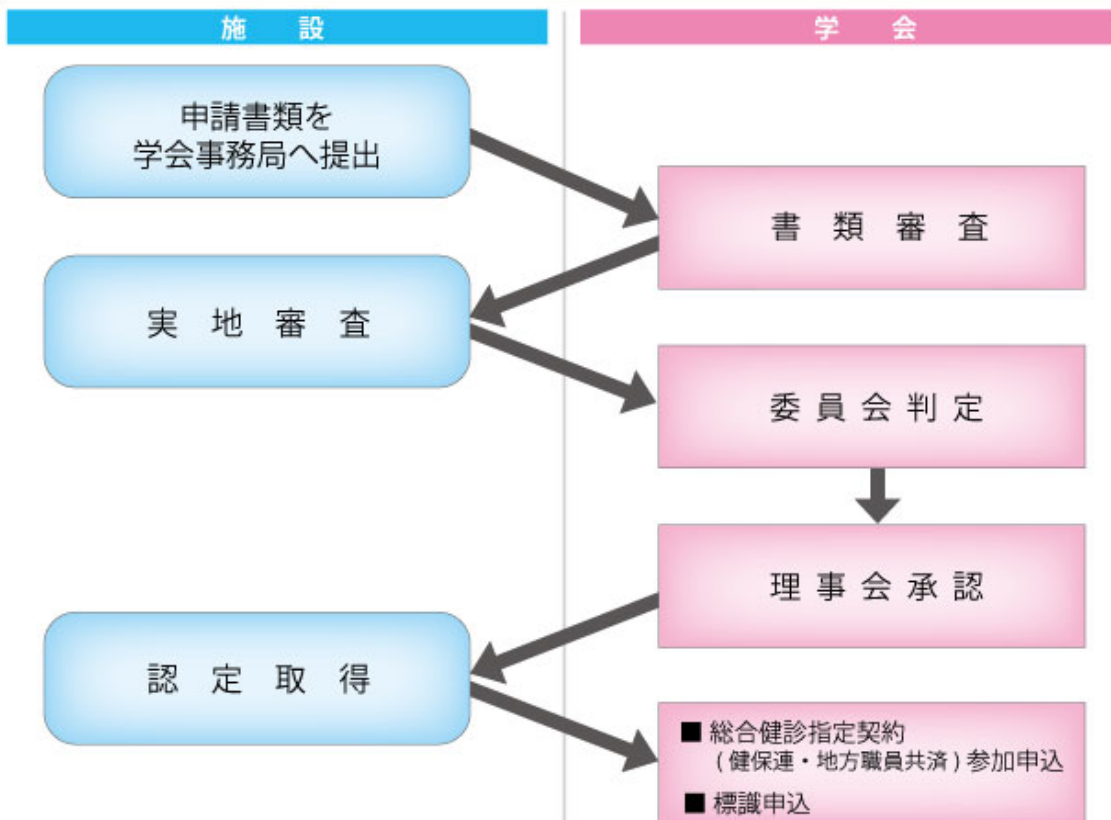 施 設
学 会
申請書類を
学会事務局へ提出
書 類 審 査
実 地 審 査
委 員 会 判 定
理 事 会 承 認
認 定 取 得
■ 総合健診指定契約
( 健保連・地方職員共済 ) 参加申込
■ 標識申込